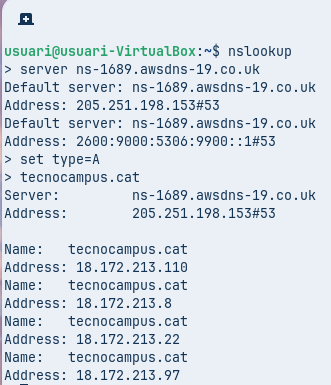 usuari@usuari-VirtualBox:~$ nslookup
> server ns-1689.awsdns-19.co.uk
Default server: ns-1689.awsdns-19.co.uk
Address: 205.251.198.153#53
Default server: ns-1689.awsdns-19.co.uk
Address: 2600:9000:5306:9900::1#53
> set type=A
> tecnocampus.cat
Server:         ns-1689.awsdns-19.co.uk
Address:        205.251.198.153#53

Name:   tecnocampus.cat
Address: 18.172.213.110
Name:   tecnocampus.cat
Address: 18.172.213.8
Name:   tecnocampus.cat
Address: 18.172.213.22
Name:   tecnocampus.cat
Address: 18.172.213.97